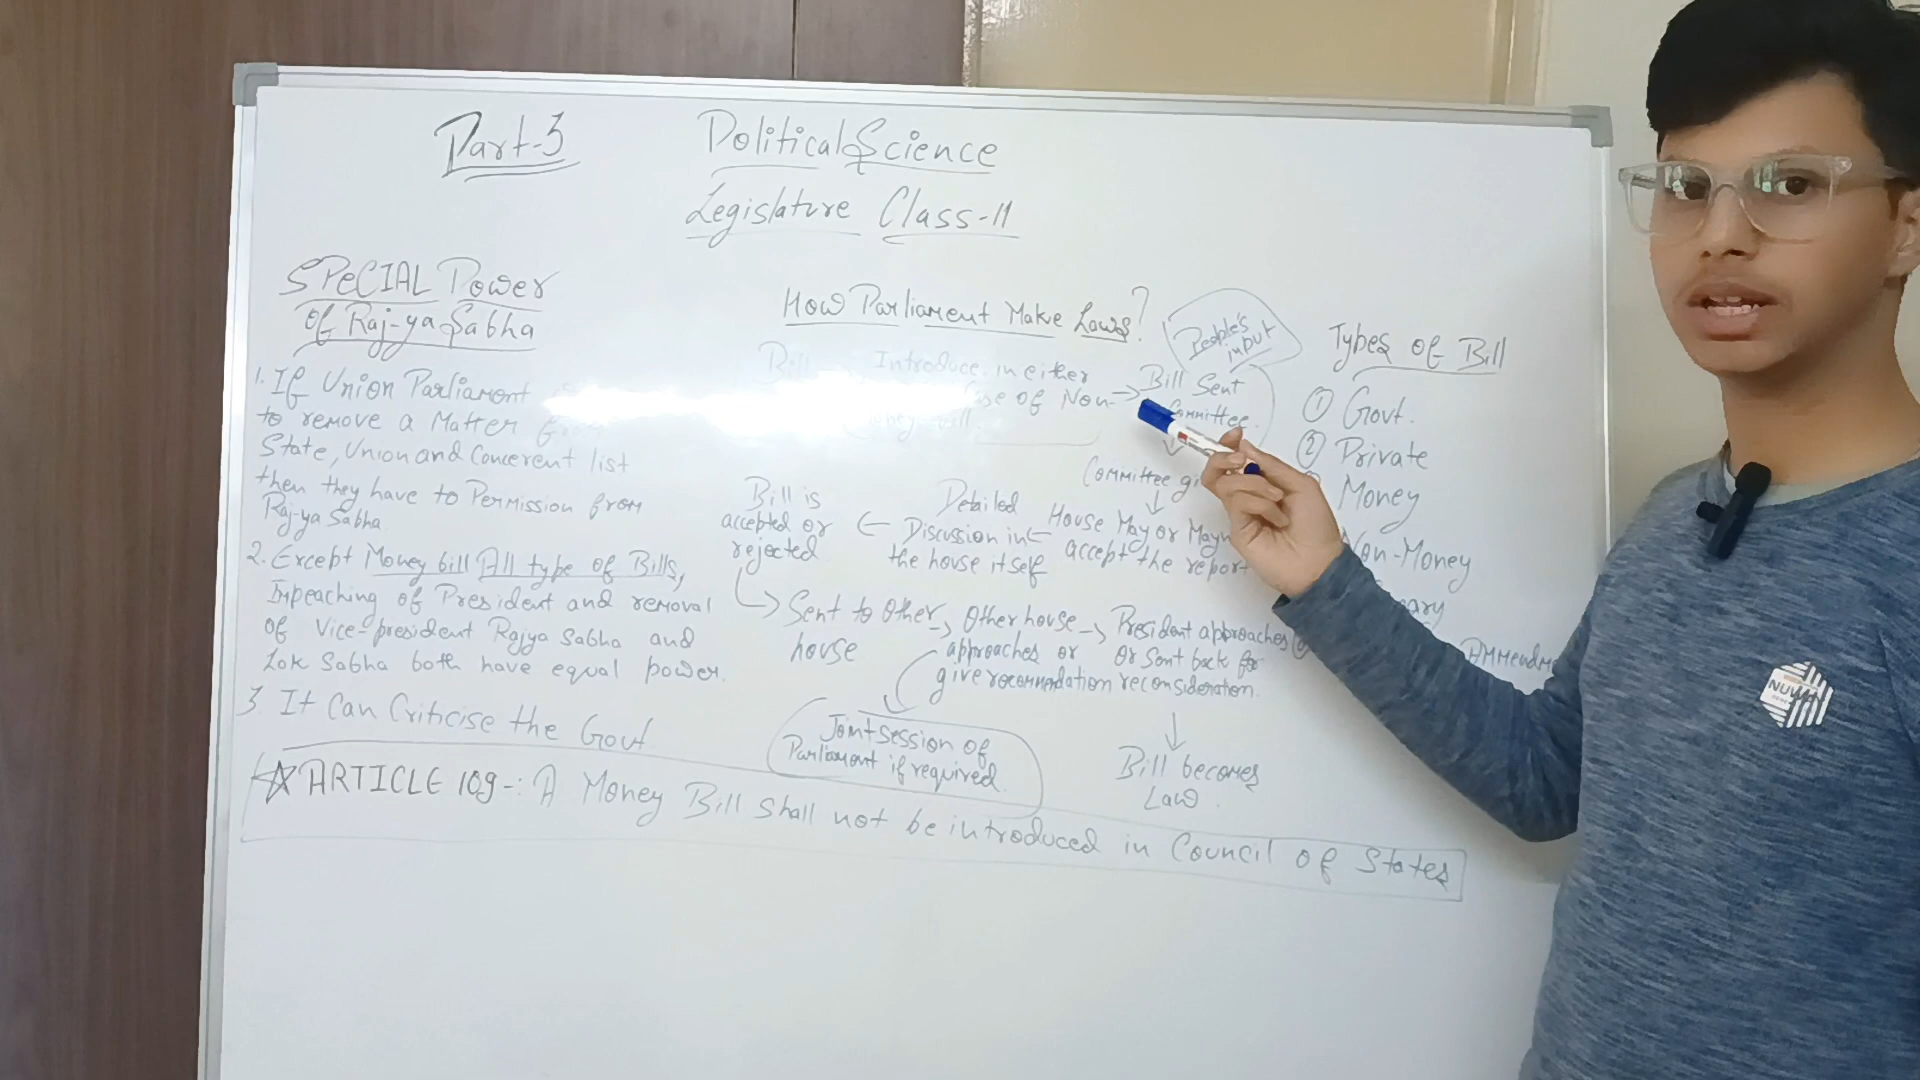 Part-3
Political Science
Legislature Class-11
SPeCIAL Power
of Raj-ya Sabha
1. If Union Parliament
to remove a Matter
State, Union and Concerent list
then they have to Permission from
Raj-ya Sabha
2. Except Money bill All type of Bills,
Impeaching of President and removal
of Vice-president Rajya Sabha and
Lok Sabha both have equal power.
3 It Can Criticise the Govt
How Parliament Make Laws?
People's
input
Introduce in either
of Non-
→ Bill Sent
Committee
Committee
House May or
accept the report
Detailed
Discussion in
the house itself
Bill is
accepted or
rejected
Sent to Other
house
Other house
approaches or
give recommendation
President approaches
or Sent back for
reconsideration.
Joint session of
Parliament if required
Bill becomes
Law.
Types of Bill
1 Govt.
2 Private
Money
Non-Money
☆ ARTICLE 109-: A Money Bill Shall not be introduced in Council of States